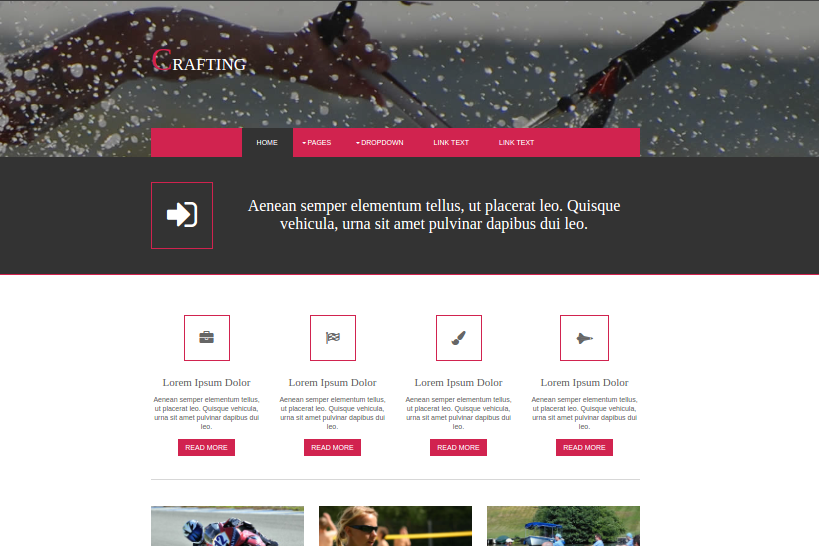 CRAFTING
HOME PAGES DROPDOWN LINK TEXT LINK TEXT
Aenean semper elementum tellus, ut placerat leo. Quisque
vehicula, urna sit amet pulvinar dapibus dui leo.
Lorem Ipsum Dolor
Aenean semper elementum tellus,
ut placerat leo. Quisque vehicula,
urna sit amet pulvinar dapibus dui
leo.
READ MORE
Lorem Ipsum Dolor
Aenean semper elementum tellus,
ut placerat leo. Quisque vehicula,
urna sit amet pulvinar dapibus dui
leo.
READ MORE
Lorem Ipsum Dolor
Aenean semper elementum tellus,
ut placerat leo. Quisque vehicula,
urna sit amet pulvinar dapibus dui
leo.
READ MORE
Lorem Ipsum Dolor
Aenean semper elementum tellus,
ut placerat leo. Quisque vehicula,
urna sit amet pulvinar dapibus dui
leo.
READ MORE